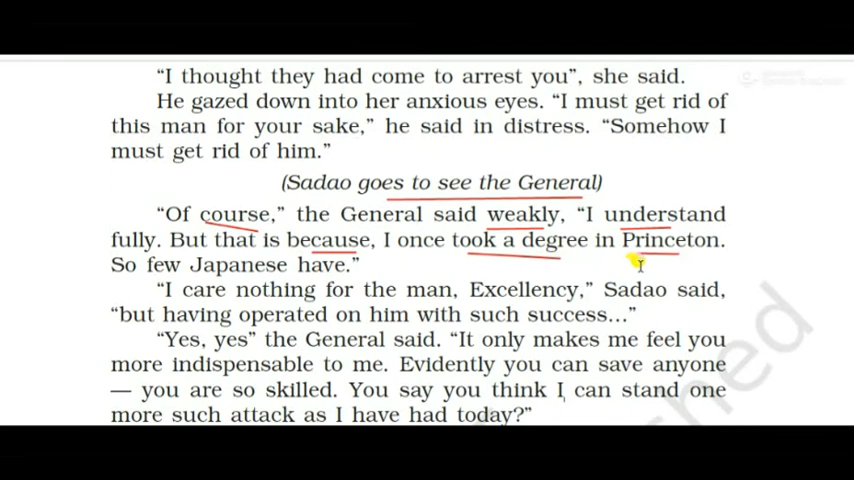 “I thought they had come to arrest you”, she said.
He gazed down into her anxious eyes. “I must get rid of
this man for your sake,” he said in distress. “Somehow I
must get rid of him.”
(Sadao goes to see the General)
“Of course,” the General said weakly, “I understand
fully. But that is because, I once took a degree in Princeton.
So few Japanese have.”
“I care nothing for the man, Excellency,” Sadao said,
“but having operated on him with such success...”
“Yes, yes” the General said. “It only makes me feel you
more indispensable to me. Evidently you can save anyone
— you are so skilled. You say you think I can stand one
more such attack as I have had today?”